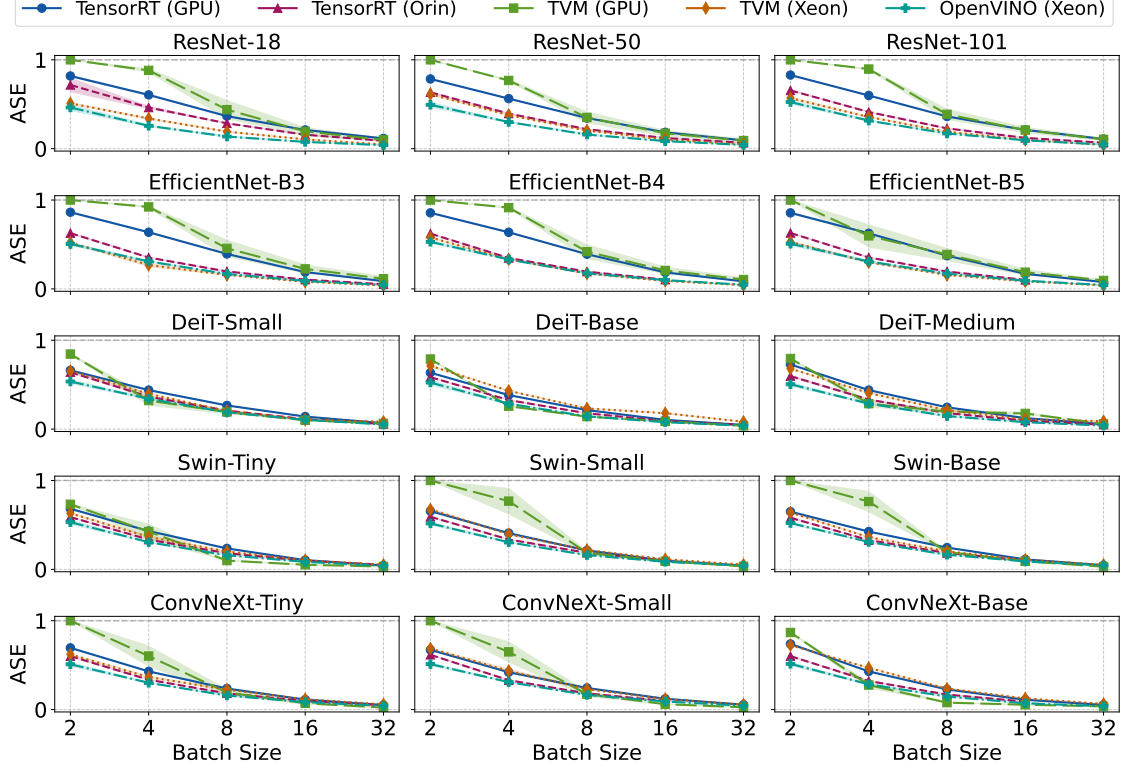 TensorRT (GPU) TensorRT (Orin) TVM (GPU) TVM (Xeon) OpenVINO (Xeon)
ResNet-18 ResNet-50 ResNet-101
1
ASE
0
EfficientNet-B3 EfficientNet-B4 EfficientNet-B5
1
ASE
0
DeiT-Small DeiT-Base DeiT-Medium
1
ASE
0
Swin-Tiny Swin-Small Swin-Base
1
ASE
0
ConvNeXt-Tiny ConvNeXt-Small ConvNeXt-Base
1
ASE
0
2 4 8 16 32 2 4 8 16 32 2 4 8 16 32
Batch Size Batch Size Batch Size